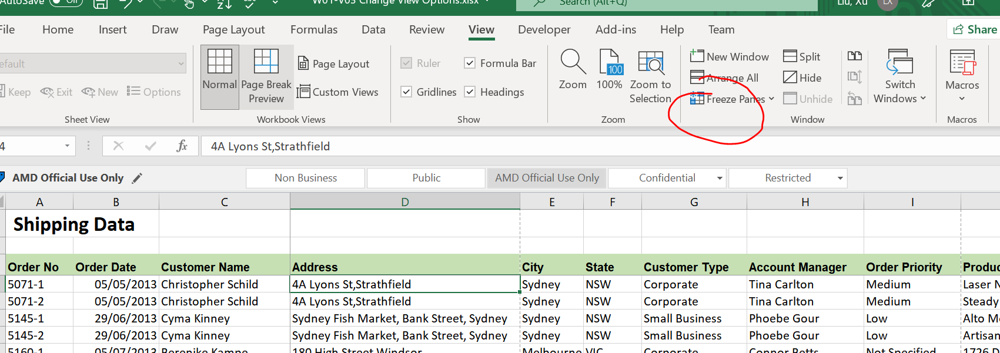 AutoSave Off W01-V03 Change View Options.xlsx Search (Alt+Q) Liu, Xu LX
File Home Insert Draw Page Layout Formulas Data Review View Developer Add-ins Help Team Share
efault
Keep Exit New Options
Sheet View
Normal
Page Break
Preview
Page Layout
Custom Views
Workbook Views
Ruler Formula Bar
Gridlines Headings
Show
Zoom
100
100%
Zoom to
Selection
Zoom
New Window
Arrange All
Freeze Panes
Split
Hide
Unhide
Switch
Windows
Window
Macros
Macros
4 fx 4A Lyons St,Strathfield
AMD Official Use Only Non Business Public AMD Official Use Only Confidential Restricted
A B C D E F G H I
Shipping Data
Order No Order Date Customer Name Address City State Customer Type Account Manager Order Priority Produc
5071-1 05/05/2013 Christopher Schild 4A Lyons St,Strathfield Sydney NSW Corporate Tina Carlton Medium Laser N
5071-2 05/05/2013 Christopher Schild 4A Lyons St,Strathfield Sydney NSW Corporate Tina Carlton Medium Steady
5145-1 29/06/2013 Cyma Kinney Sydney Fish Market, Bank Street, Sydney Sydney NSW Small Business Phoebe Gour Low Alto Mo
5145-2 29/06/2013 Cyma Kinney Sydney Fish Market, Bank Street, Sydney Sydney NSW Small Business Phoebe Gour Low Artisan
5160-1 05/07/2013 Berenike Kampe 180 High Street Windsor Melbourne VIC Corporate Connor Betts Not Specified 1726 D